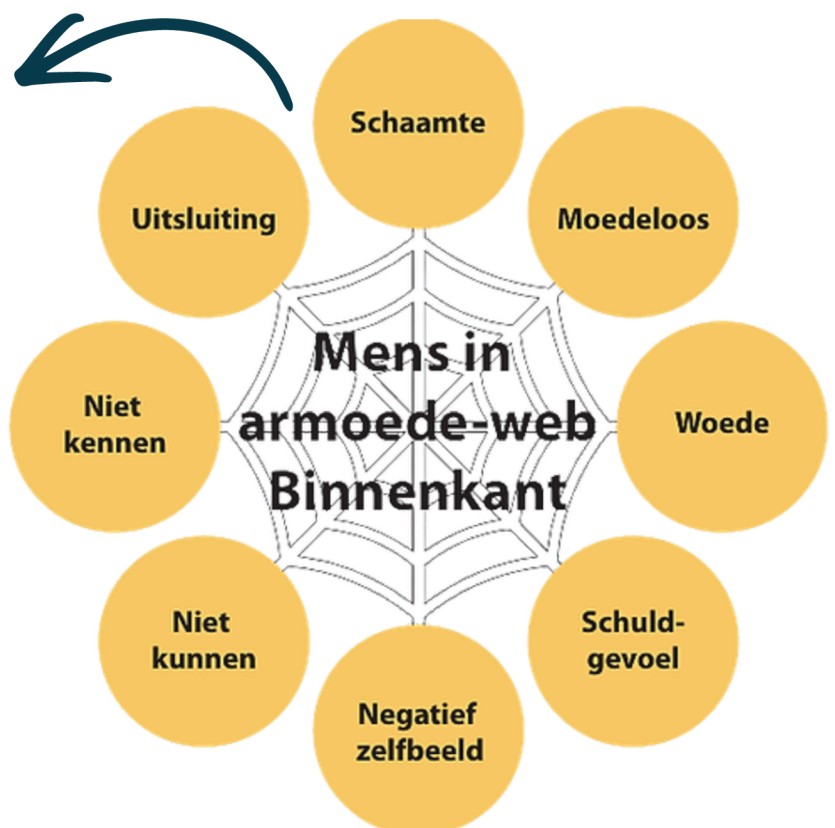 Schaamte
Moedeloos
Woede
Schuld-
gevoel
Negatief
zelfbeeld
Niet
kunnen
Niet
kennen
Uitsluiting
Mens in
armoede-web
Binnenkant